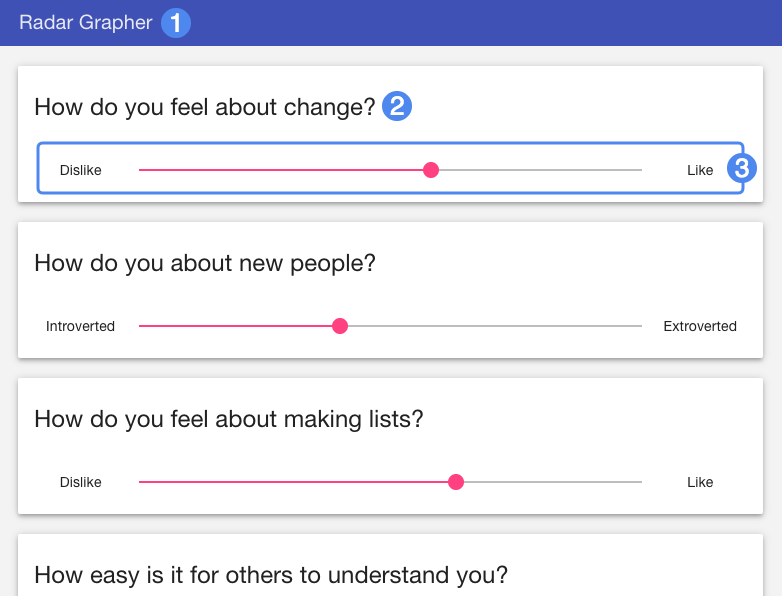 Radar Grapher 1
How do you feel about change? 2
Dislike Like 3
How do you about new people?
Introverted Extroverted
How do you feel about making lists?
Dislike Like
How easy is it for others to understand you?